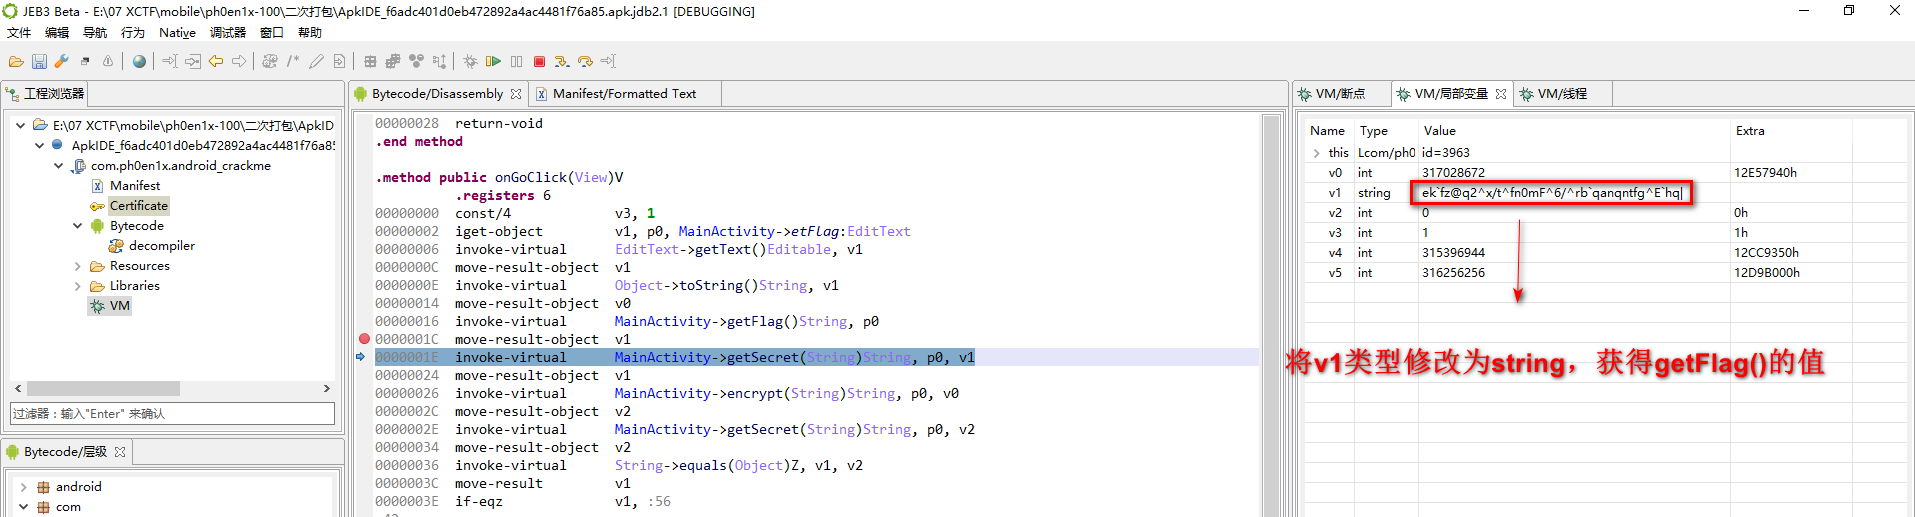 JEB3 Beta - E:\07 XCTF\mobile\ph0en1x-100\二次打包\ApkIDE_f6adc401d0eb472892a4ac4481f76a85.apk.jdb2.1 [DEBUGGING]
文件 编辑 导航 行为 Native 调试器 窗口 帮助
工程浏览器
E:\07 XCTF\mobile\ph0en1x-100\二次打包\ApkID
ApkIDE_f6adc401d0eb472892a4ac4481f76a85
com.ph0en1x.android_crackme
Manifest
Certificate
Bytecode
decompiler
Resources
Libraries
VM
过滤器：输入"Enter" 来确认
Bytecode/层级
android
com
Bytecode/Disassembly Manifest/Formatted Text
00000028 return-void
.end method
.method public onGoClick(View)V
.registers 6
00000000 const/4 v3, 1
00000002 iget-object v1, p0, MainActivity->etFlag:EditText
00000006 invoke-virtual EditText->getText()Editable, v1
0000000C move-result-object v1
0000000E invoke-virtual Object->toString()String, v1
00000014 move-result-object v0
00000016 invoke-virtual MainActivity->getFlag()String, p0
0000001C move-result-object v1
0000001E invoke-virtual MainActivity->getSecret(String)String, p0, v1
00000024 move-result-object v1
00000026 invoke-virtual MainActivity->encrypt(String)String, p0, v0
0000002C move-result-object v2
0000002E invoke-virtual MainActivity->getSecret(String)String, p0, v2
00000034 move-result-object v2
00000036 invoke-virtual String->equals(Object)Z, v1, v2
0000003C move-result v1
0000003E if-eqz v1, :56
VM/断点 VM/局部变量 VM/线程
Name Type Value Extra
this Lcom/ph0 id=3963
v0 int 317028672 12E57940h
v1 string ek`fz@q2^x/t^fn0mF^6/^rb`qanqntfg^E`hq|
v2 int 0 0h
v3 int 1 1h
v4 int 315396944 12CC9350h
v5 int 316256256 12D9B000h
将v1类型修改为string，获得getFlag()的值